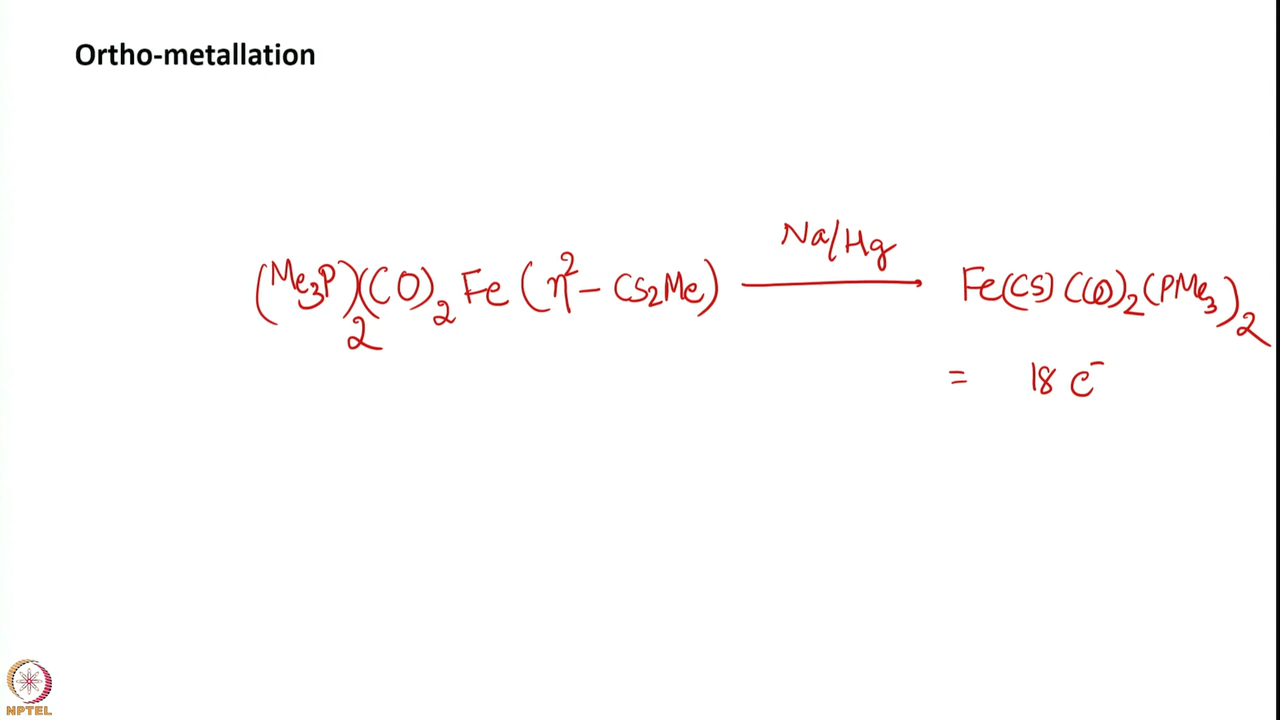 Ortho-metallation
Na/Hg
(Me₃P)₂(CO)₂Fe(η²-CS₂Me) ⟶ Fe(CS)(CO)₂(PMe₃)₂
= 18 e⁻
NPTEL